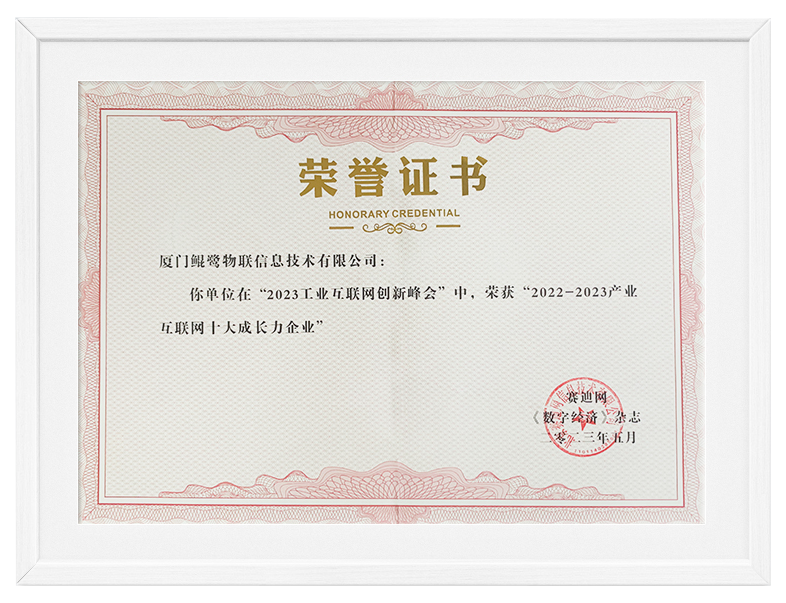 荣誉证书
HONORARY CREDENTIAL
厦门鲲鹭物联信息技术有限公司：
你单位在“2023工业互联网创新峰会”中，荣获“2022-2023产业
互联网十大成长力企业”
赛迪网
《数字经济》杂志
二零二三年五月